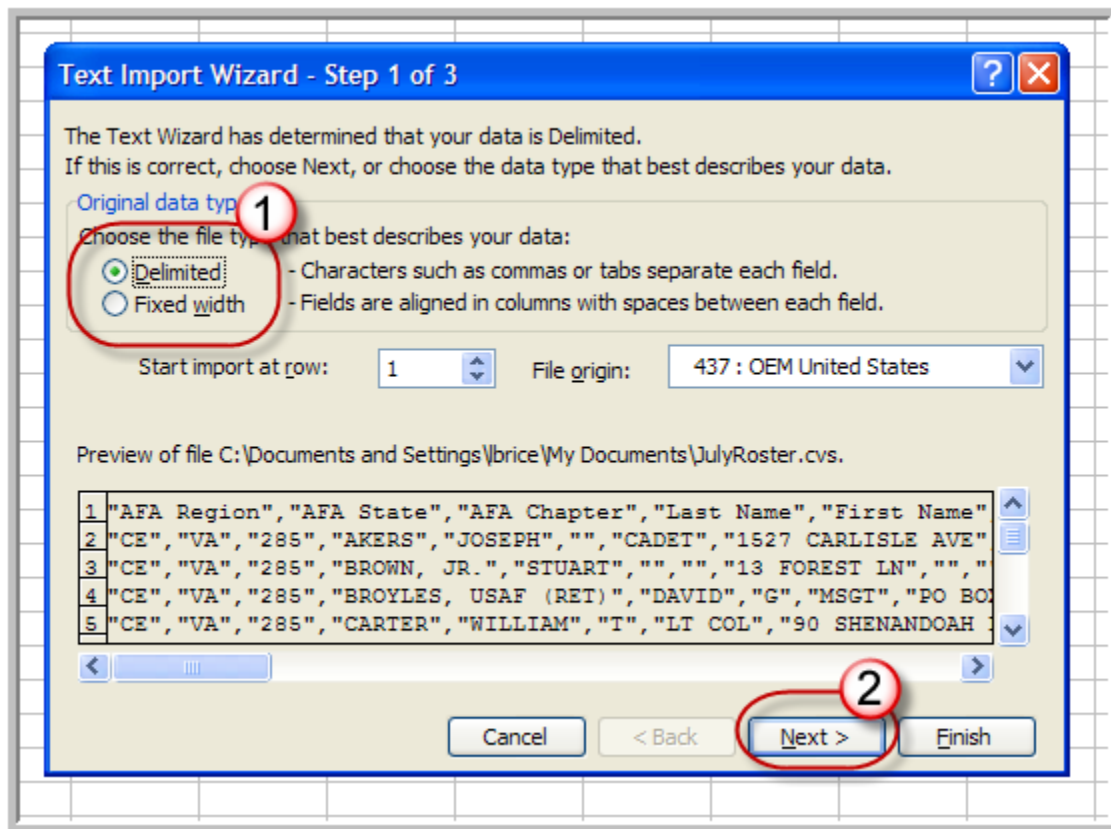 Text Import Wizard - Step 1 of 3
The Text Wizard has determined that your data is Delimited.
If this is correct, choose Next, or choose the data type that best describes your data.
Original data typ
1
Choose the file type that best describes your data:
Delimited - Characters such as commas or tabs separate each field.
Fixed width - Fields are aligned in columns with spaces between each field.
Start import at row: 1 File origin: 437 : OEM United States
Preview of file C:\Documents and Settings\lbrice\My Documents\JulyRoster.cvs.
1 "AFA Region","AFA State","AFA Chapter","Last Name","First Name"
2 "CE","VA","285","AKERS","JOSEPH","","CADET","1527 CARLISLE AVE"
3 "CE","VA","285","BROWN, JR.","STUART","","","13 FOREST LN","","
4 "CE","VA","285","BROYLES, USAF (RET)","DAVID","G","MSGT","PO BOX
5 "CE","VA","285","CARTER","WILLIAM","T","LT COL","90 SHENANDOAH
2
Cancel < Back Next > Finish